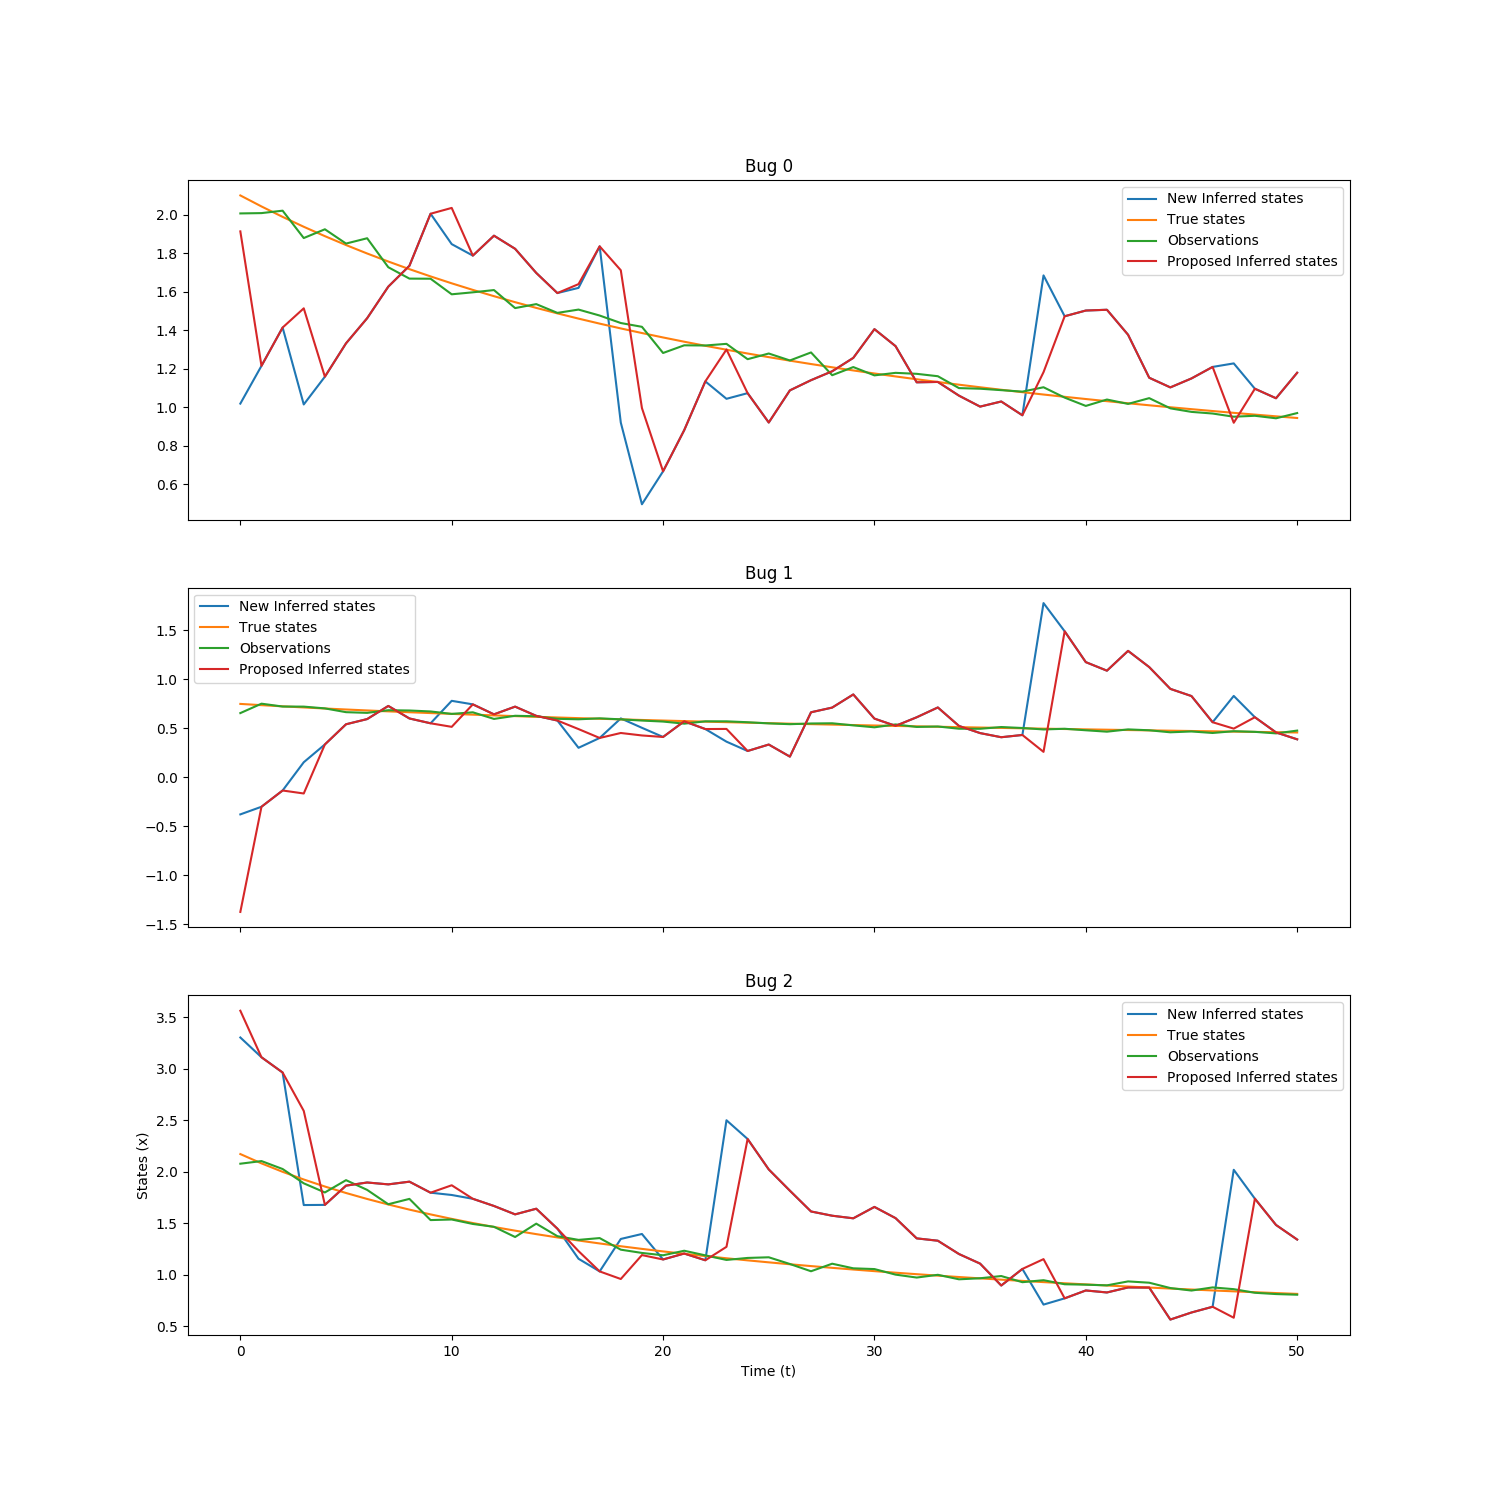 Bug 0
New Inferred states
True states
Observations
Proposed Inferred states
2.0
1.8
1.6
1.4
1.2
1.0
0.8
0.6
Bug 1
New Inferred states
True states
Observations
Proposed Inferred states
1.5
1.0
0.5
0.0
−0.5
−1.0
−1.5
Bug 2
New Inferred states
True states
Observations
Proposed Inferred states
3.5
3.0
2.5
2.0
1.5
1.0
0.5
States (x)
0 10 20 30 40 50
Time (t)